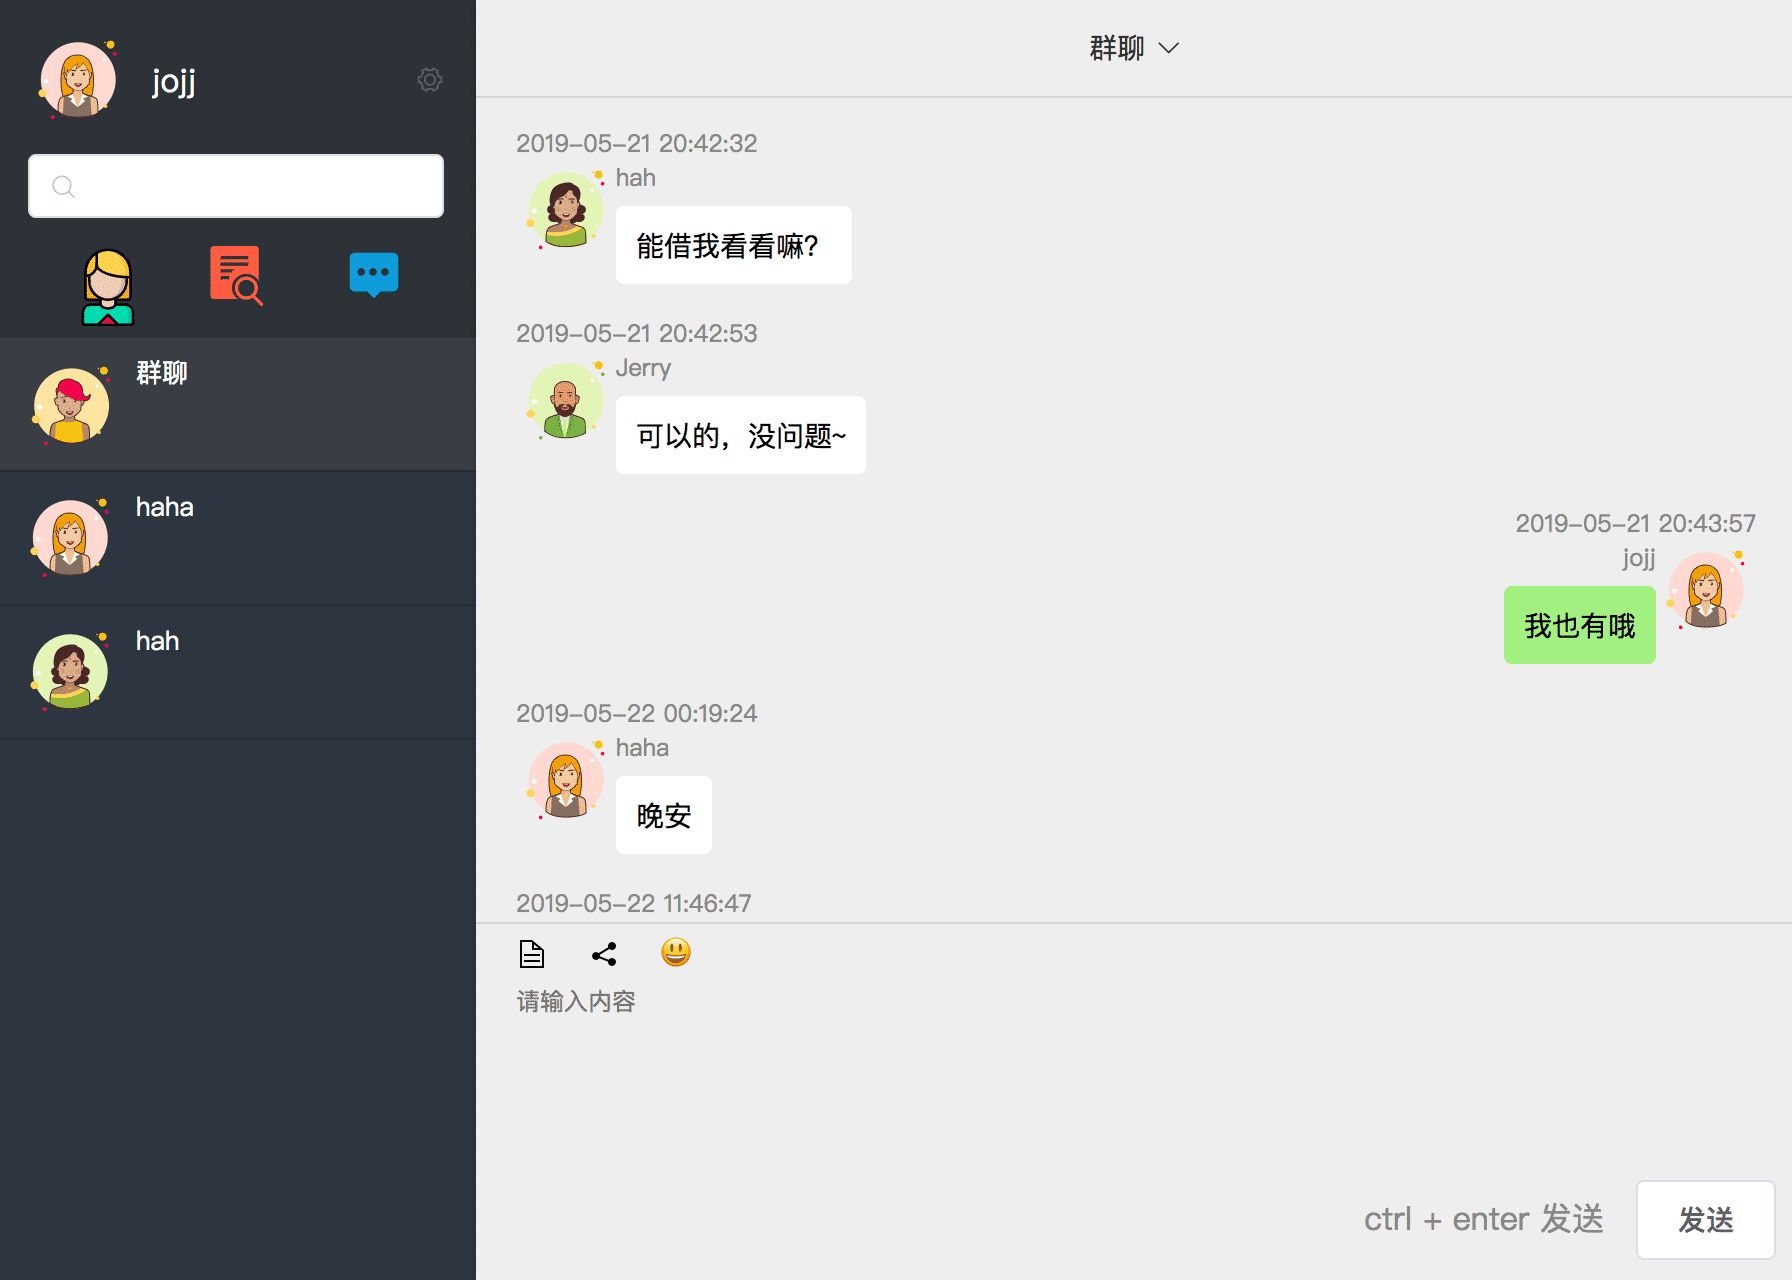 jojj
群聊
haha
hah
群聊
2019-05-21 20:42:32
hah
能借我看看嘛?
2019-05-21 20:42:53
Jerry
可以的，没问题~
2019-05-21 20:43:57
jojj
我也有哦
2019-05-22 00:19:24
haha
晚安
2019-05-22 11:46:47
请输入内容
ctrl + enter 发送
发送